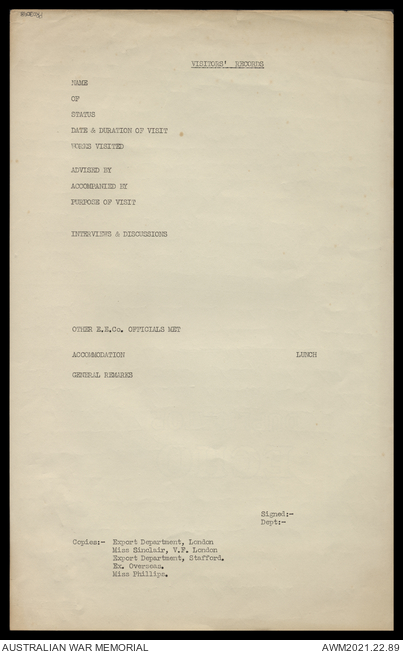 VISITORS' RECORDS
NAME
OF
STATUS
DATE & DURATION OF VISIT
WORKS VISITED
ADVISED BY
ACCOMPANIED BY
PURPOSE OF VISIT
INTERVIEWS & DISCUSSIONS
OTHER E.E.Co. OFFICIALS MET
ACCOMMODATION LUNCH
GENERAL REMARKS
Signed:-
Dept:-
Copies:- Export Department, London
Miss Sinclair, V.F. London
Export Department, Stafford.
Ex. Overseas.
Miss Phillips.
AUSTRALIAN WAR MEMORIAL AWM2021.22.89